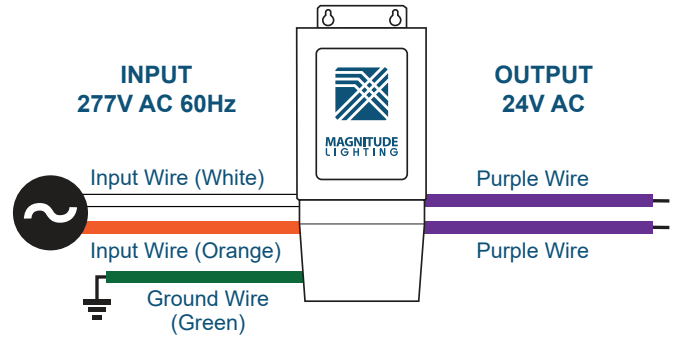 INPUT
277V AC 60Hz
OUTPUT
24V AC
MAGNITUDE
LIGHTING
Input Wire (White)
Purple Wire
Input Wire (Orange)
Purple Wire
Ground Wire
(Green)